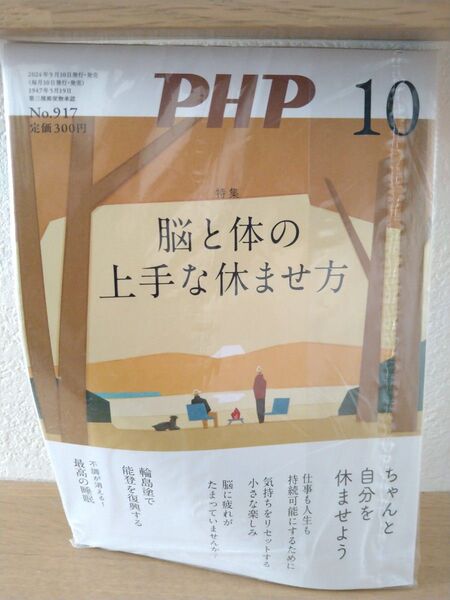 2024年9月10日発行・発売
(毎月10日発行・発売)
1947年5月19日
第三種郵便物承認
No.917
定価300円
PHP
10
特集
脳と体の
上手な休ませ方
ちゃんと
自分を
休ませよう
仕事も人生も
持続可能にするために
気持ちをリセットする
小さな楽しみ
脳に疲れが
たまっていませんか?
輪島塗で
能登を復興する
不調が消える!
最高の睡眠